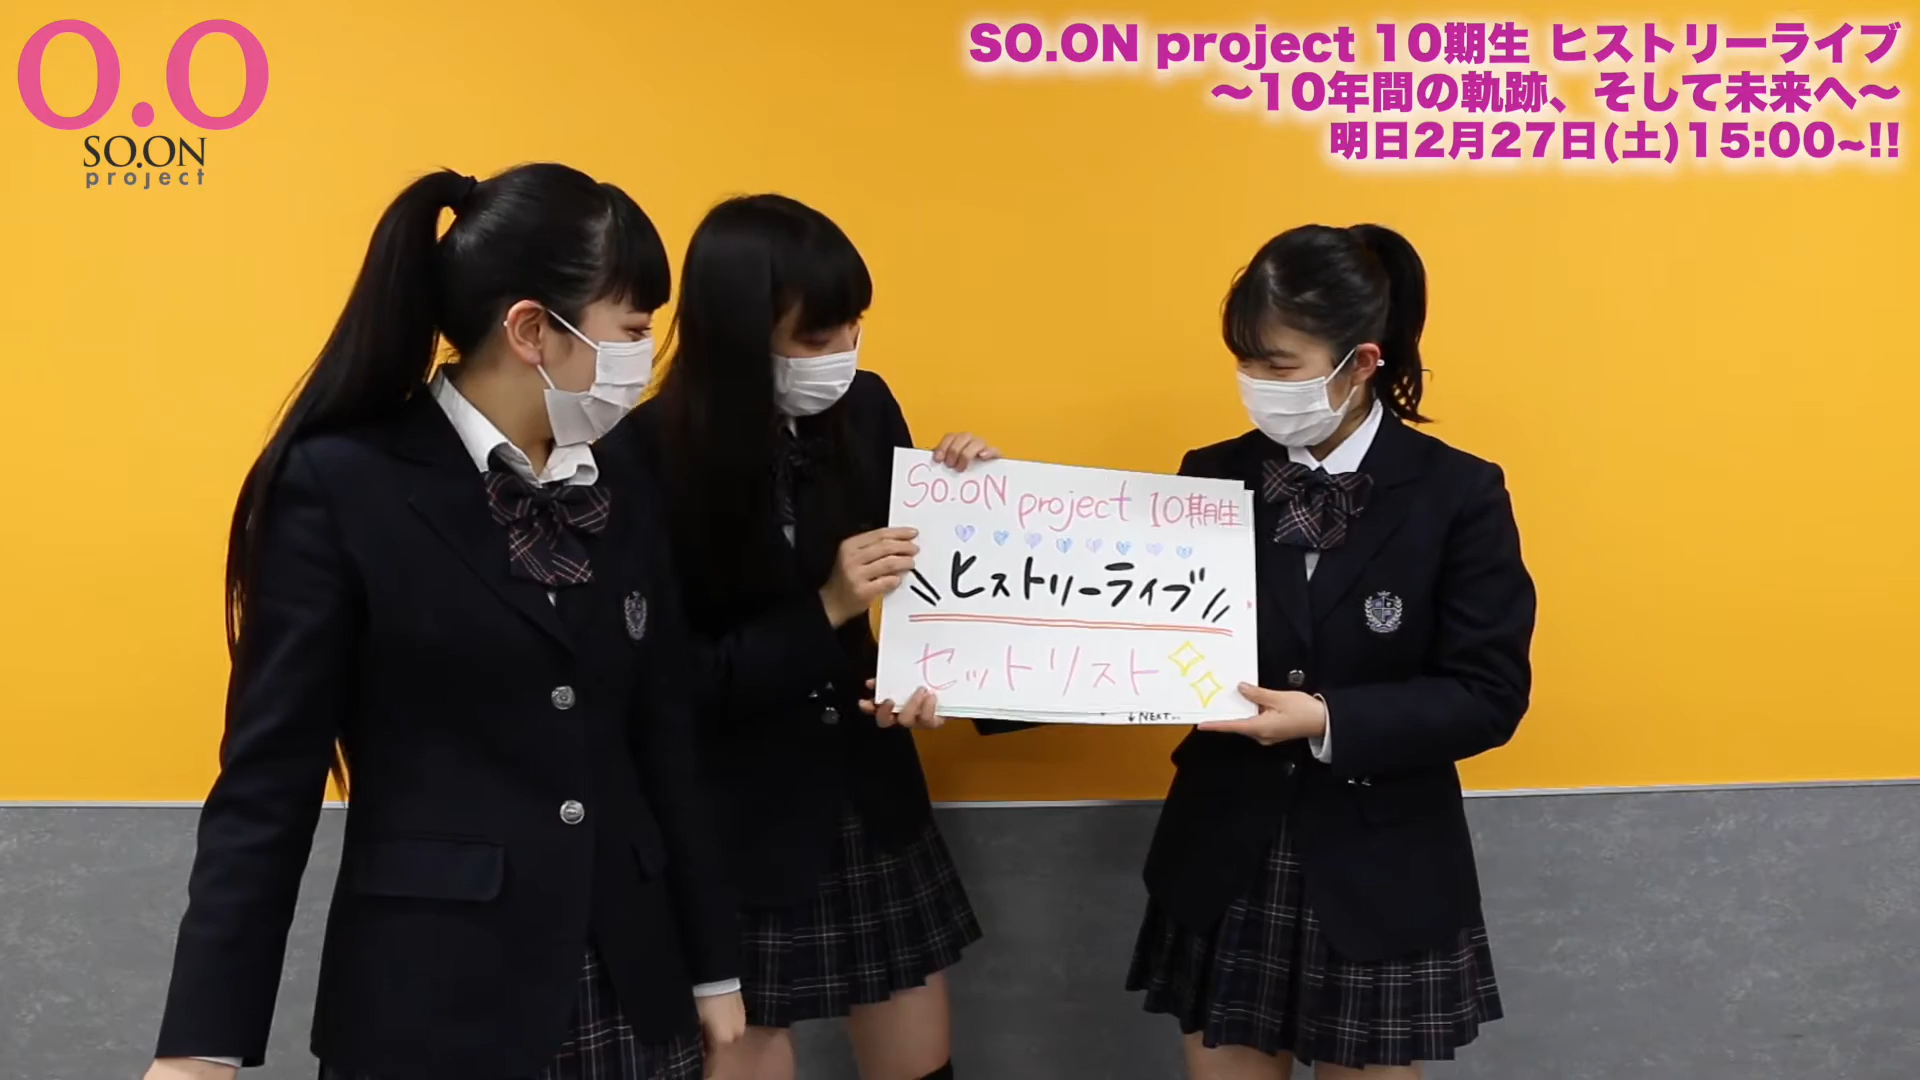 O.O
SO.ON
project
SO.ON project 10期生 ヒストリーライブ
～10年間の軌跡、そして未来へ～
明日2月27日(土)15:00~!!
SO.ON project 10期生
\\ヒストリーライブ//
セットリスト
↓NEXT...